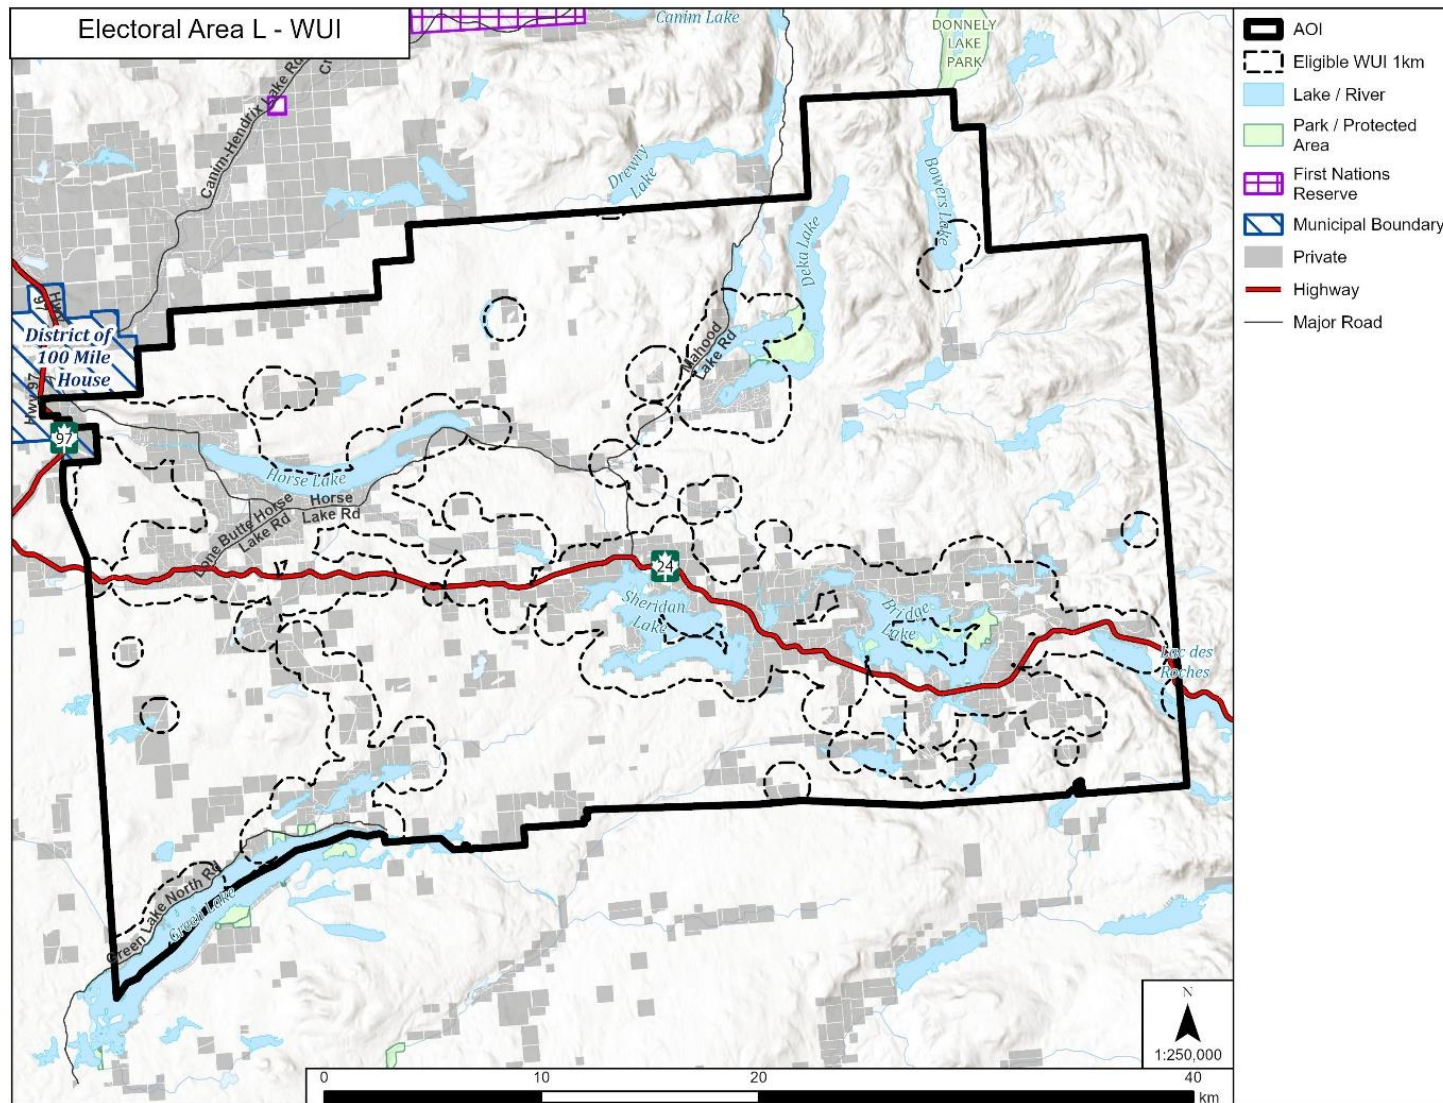 Electoral Area L - WUI
Canim Lake
DONNELY
LAKE
PARK
Canim-Hendrix Lake Rd
Drewry
Lake
Bowers Lake
Deka Lake
Hwy 97
District of
100 Mile
House
Hwy 97
97
Mahood
Lake Rd
Horse Lake
Horse
Lake Rd
Lone Butte Horse
Lake Rd
24
Sheridan
Lake
Bridge
Lake
Lac des
Roches
Green Lake North Rd
Green Lake
AOI
Eligible WUI 1km
Lake / River
Park / Protected
Area
First Nations
Reserve
Municipal Boundary
Private
Highway
Major Road
N
1:250,000
0 10 20 40
km